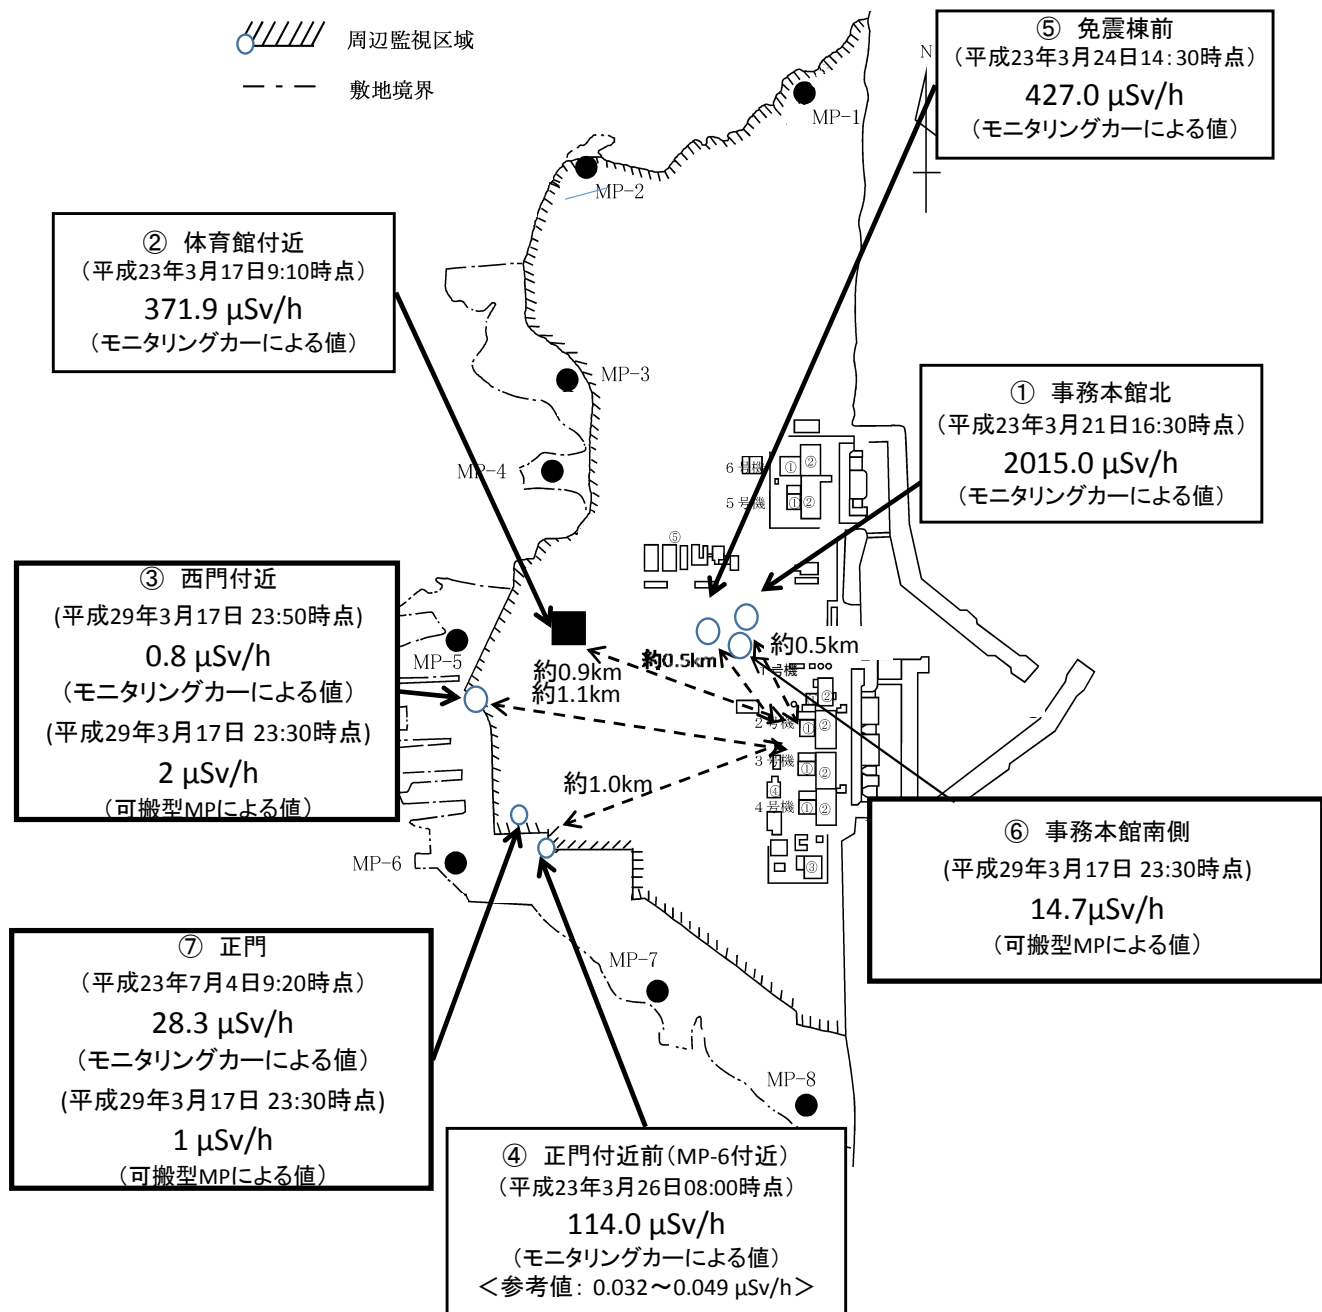 周辺監視区域
敷地境界
⑤ 免震棟前
(平成23年3月24日14:30時点)
427.0 μSv/h
(モニタリングカーによる値)
N
MP-1
MP-2
② 体育館付近
(平成23年3月17日9:10時点)
371.9 μSv/h
(モニタリングカーによる値)
MP-3
① 事務本館北
(平成23年3月21日16:30時点)
2015.0 μSv/h
(モニタリングカーによる値)
MP-4
6号機
① ②
5号機
① ②
⑤
③ 西門付近
(平成29年3月17日 23:50時点)
0.8 μSv/h
(モニタリングカーによる値)
(平成29年3月17日 23:30時点)
2 μSv/h
(可搬型MPによる値)
MP-5
約0.9km
約1.1km
約0.5km
約0.5km
1号機
②
2号機
① ②
3号機
① ②
④
4号機
① ②
③
約1.0km
MP-6
⑥ 事務本館南側
(平成29年3月17日 23:30時点)
14.7μSv/h
(可搬型MPによる値)
⑦ 正門
(平成23年7月4日9:20時点)
28.3 μSv/h
(モニタリングカーによる値)
(平成29年3月17日 23:30時点)
1 μSv/h
(可搬型MPによる値)
MP-7
MP-8
④ 正門付近前(MP-6付近)
(平成23年3月26日08:00時点)
114.0 μSv/h
(モニタリングカーによる値)
<参考値: 0.032~0.049 μSv/h>